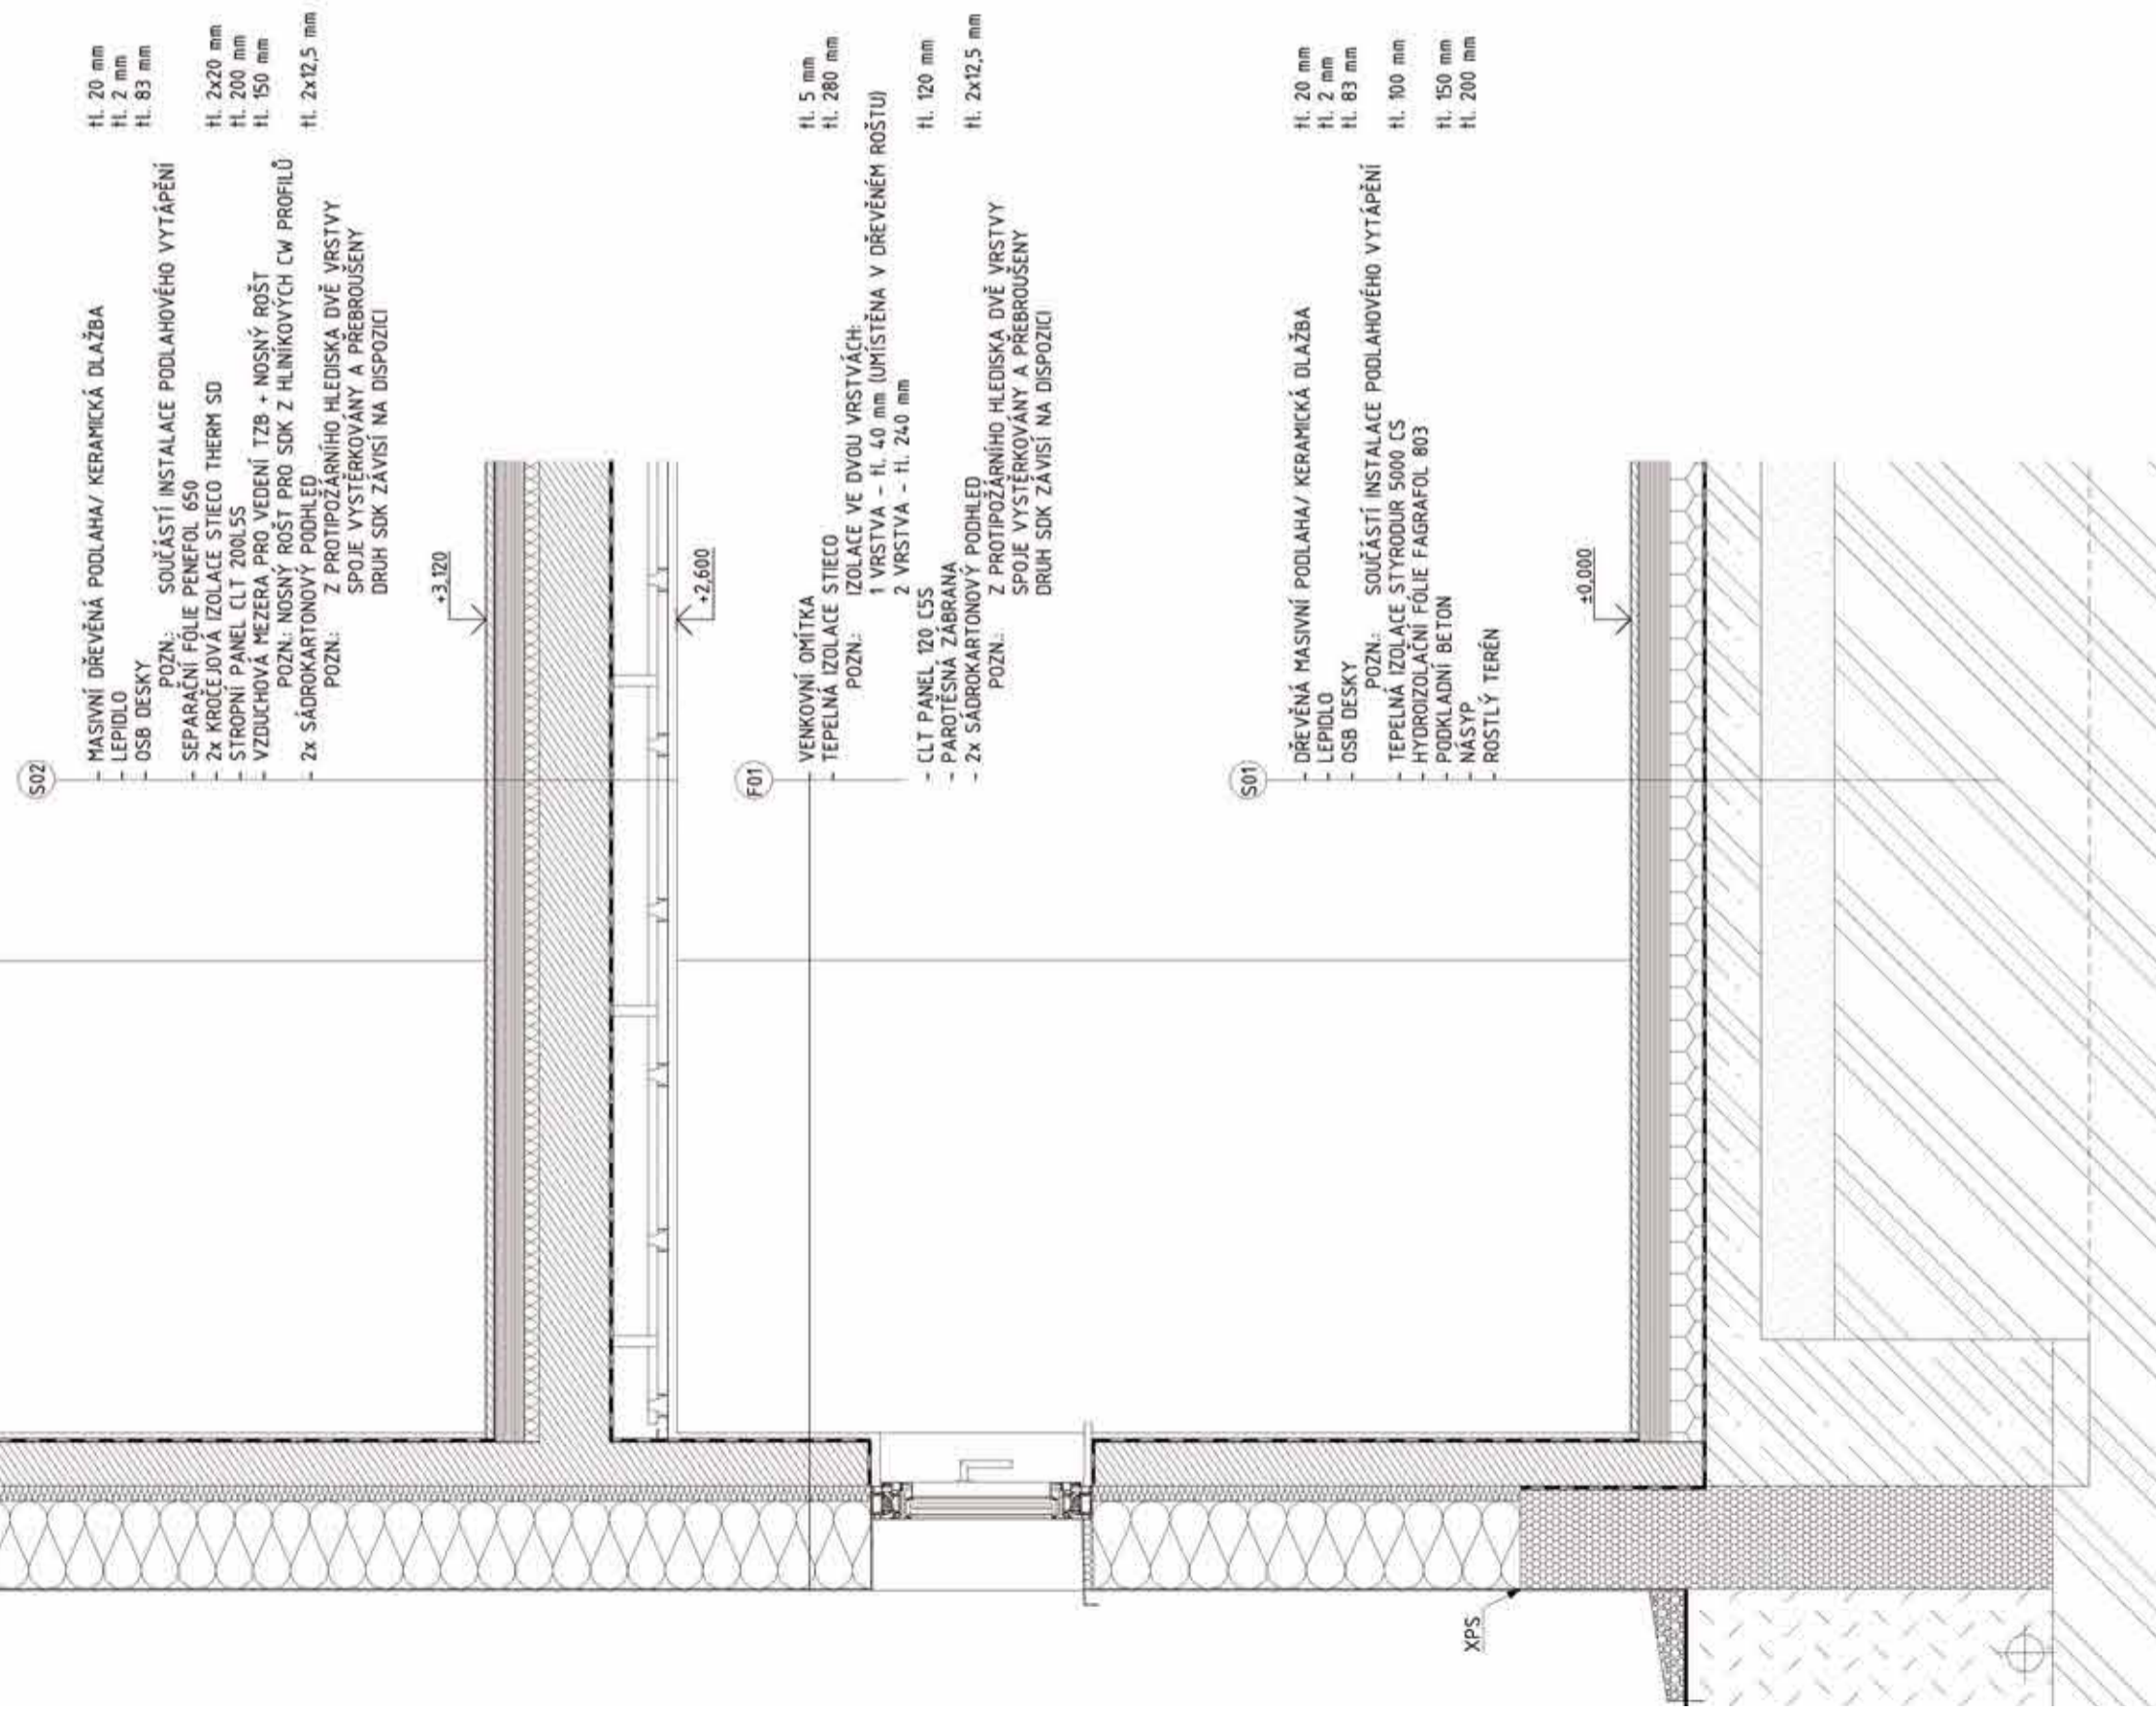 S02
- MASIVNÍ DŘEVĚNÁ PODLAHA/ KERAMICKÁ DLAŽBA tl. 20 mm
- LEPIDLO tl. 2 mm
- OSB DESKY tl. 83 mm
POZN.: SOUČÁSTÍ INSTALACE PODLAHOVÉHO VYTÁPĚNÍ
- SEPARAČNÍ FÓLIE PENEFOL 650
- 2x KROČEJOVÁ IZOLACE STIECO THERM SD tl. 2x20 mm
- STROPNÍ PANEL CLT 200L5S tl. 200 mm
- VZDUCHOVÁ MEZERA PRO VEDENÍ TZB + NOSNÝ ROŠT tl. 150 mm
POZN.: NOSNÝ ROŠT PRO SDK Z HLINÍKOVÝCH CW PROFILŮ
- 2x SÁDROKARTONOVÝ PODHLED tl. 2x12,5 mm
POZN.: Z PROTIPOŽÁRNÍHO HLEDISKA DVĚ VRSTVY
SPOJE VYSTĚRKOVÁNY A PŘEBROUŠENY
DRUH SDK ZÁVISÍ NA DISPOZICI
+3,120
+2,600
F01
- VENKOVNÍ OMÍTKA tl. 5 mm
- TEPELNÁ IZOLACE STIECO tl. 280 mm
POZN.: IZOLACE VE DVOU VRSTVÁCH:
1 VRSTVA - tl. 40 mm (UMÍSTĚNA V DŘEVĚNÉM ROŠTU)
2 VRSTVA - tl. 240 mm
- CLT PANEL 120 C5S tl. 120 mm
- PAROTĚSNÁ ZÁBRANA
- 2x SÁDROKARTONOVÝ PODHLED tl. 2x12,5 mm
POZN.: Z PROTIPOŽÁRNÍHO HLEDISKA DVĚ VRSTVY
SPOJE VYSTĚRKOVÁNY A PŘEBROUŠENY
DRUH SDK ZÁVISÍ NA DISPOZICI
S01
- DŘEVĚNÁ MASIVNÍ PODLAHA/ KERAMICKÁ DLAŽBA tl. 20 mm
- LEPIDLO tl. 2 mm
- OSB DESKY tl. 83 mm
POZN.: SOUČÁSTÍ INSTALACE PODLAHOVÉHO VYTÁPĚNÍ
- TEPELNÁ IZOLACE STYRODUR 5000 CS tl. 100 mm
- HYDROIZOLAČNÍ FÓLIE FAGRAFOL 803
- PODKLADNÍ BETON tl. 150 mm
- NÁSYP tl. 200 mm
- ROSTLÝ TERÉN
±0,000
XPS